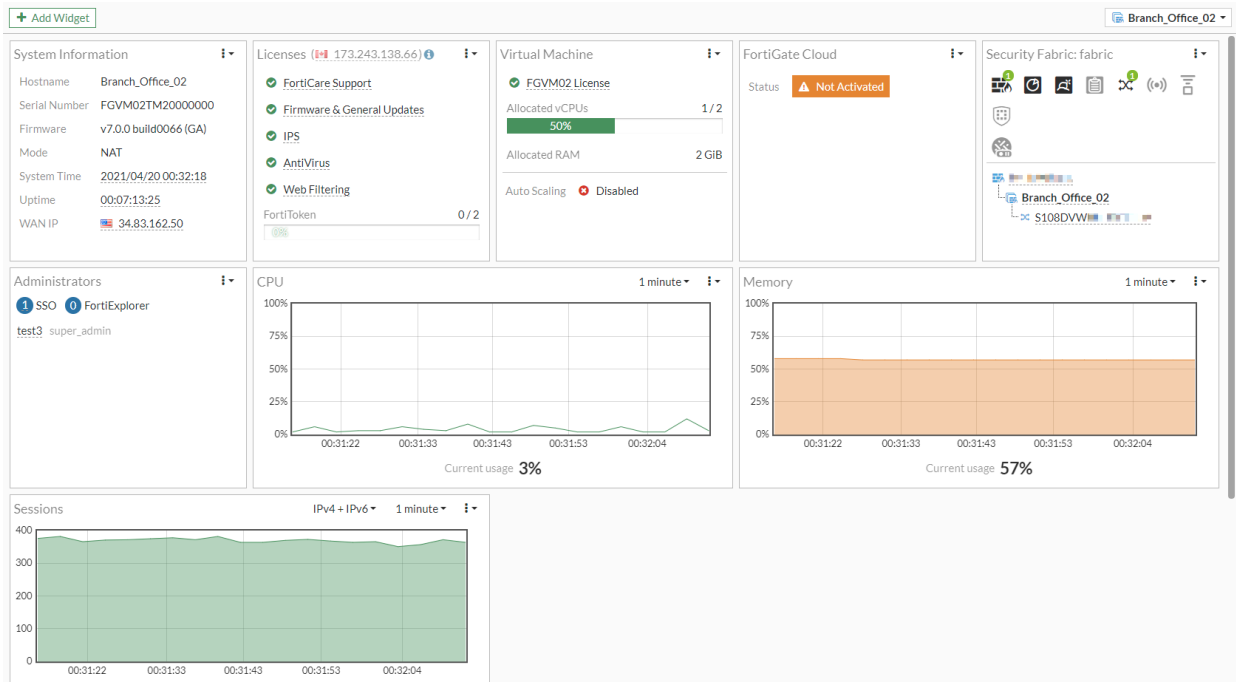 Add Widget
Branch_Office_02
System Information
Hostname Branch_Office_02
Serial Number FGVM02TM20000000
Firmware v7.0.0 build0066 (GA)
Mode NAT
System Time 2021/04/20 00:32:18
Uptime 00:07:13:25
WAN IP 34.83.162.50
Licenses (173.243.138.66)
FortiCare Support
Firmware & General Updates
IPS
AntiVirus
Web Filtering
FortiToken 0 / 2
0%
Virtual Machine
FGVM02 License
Allocated vCPUs 1 / 2
50%
Allocated RAM 2 GiB
Auto Scaling Disabled
FortiGate Cloud
Status Not Activated
Security Fabric: fabric
1 1
Branch_Office_02
S108DVW
Administrators
1 SSO 0 FortiExplorer
test3 super_admin
CPU 1 minute
100%
75%
50%
25%
0%
00:31:22 00:31:33 00:31:43 00:31:53 00:32:04
Current usage 3%
Memory 1 minute
100%
75%
50%
25%
0%
00:31:22 00:31:33 00:31:43 00:31:53 00:32:04
Current usage 57%
Sessions IPv4 + IPv6 1 minute
400
300
200
100
0
00:31:22 00:31:33 00:31:43 00:31:53 00:32:04